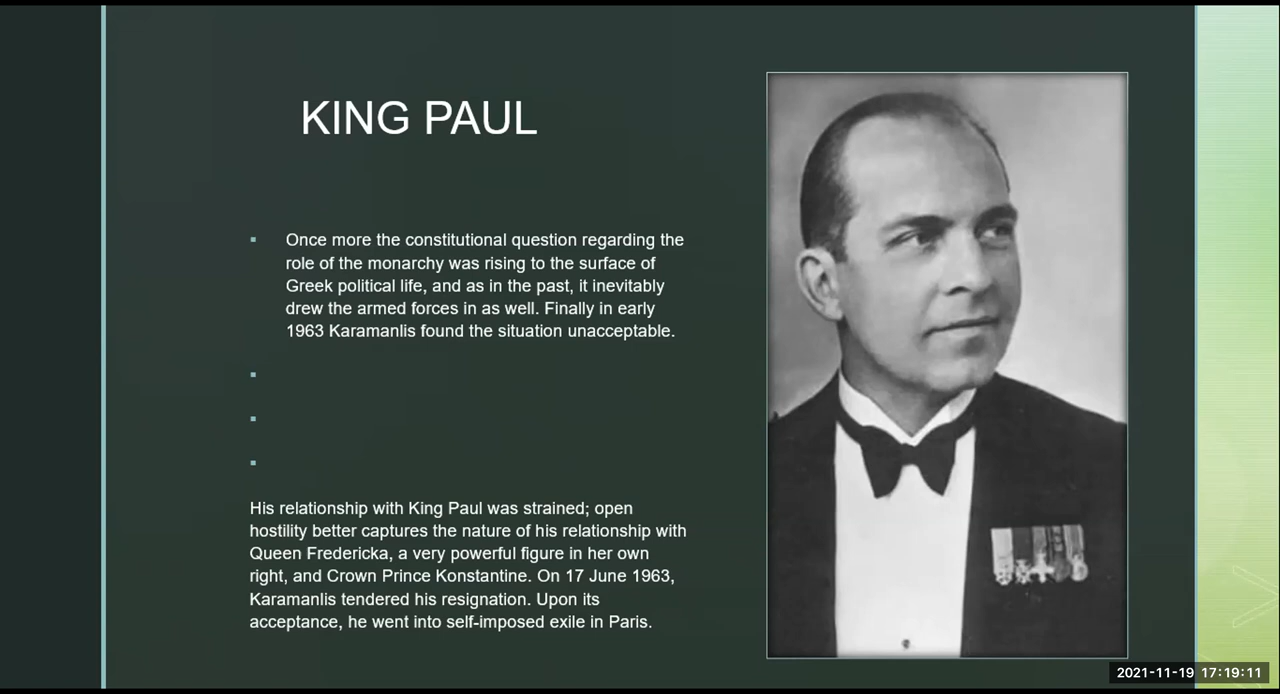 KING PAUL
Once more the constitutional question regarding the
role of the monarchy was rising to the surface of
Greek political life, and as in the past, it inevitably
drew the armed forces in as well. Finally in early
1963 Karamanlis found the situation unacceptable.
His relationship with King Paul was strained; open
hostility better captures the nature of his relationship with
Queen Fredericka, a very powerful figure in her own
right, and Crown Prince Konstantine. On 17 June 1963,
Karamanlis tendered his resignation. Upon its
acceptance, he went into self-imposed exile in Paris.
2021-11-19 17:19:11